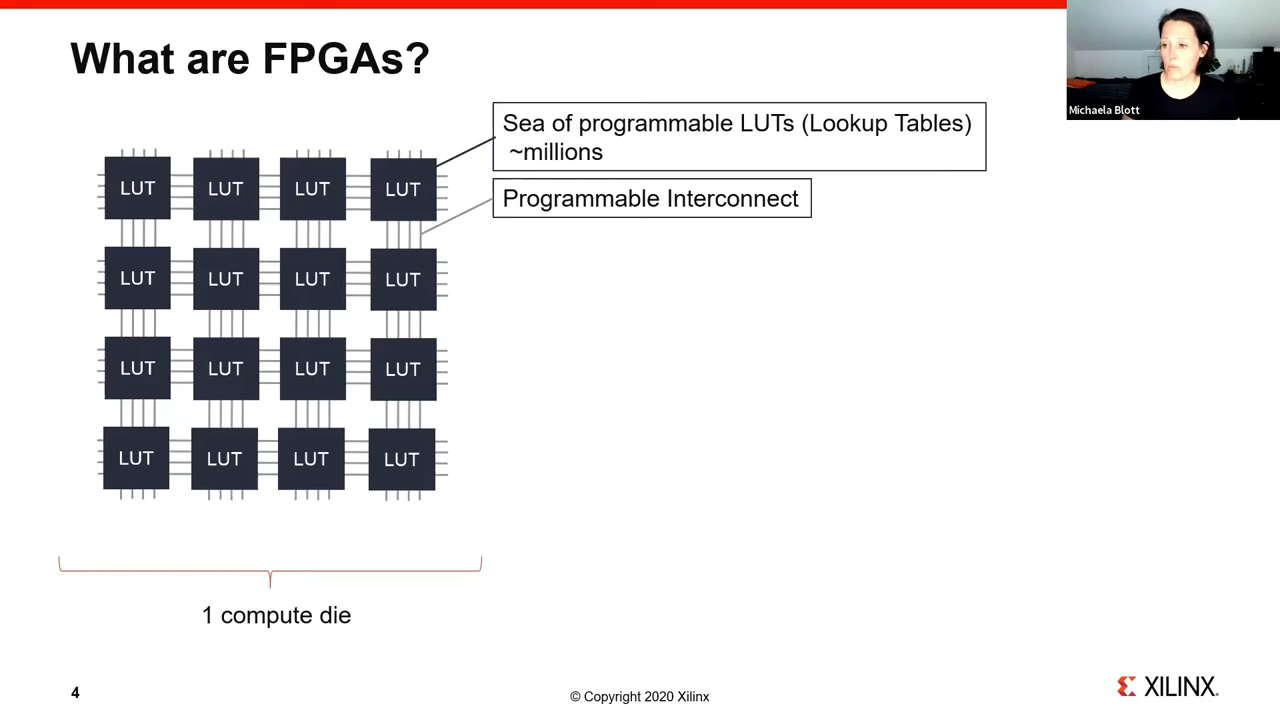 What are FPGAs?
Michaela Blott
Sea of programmable LUTs (Lookup Tables)
~millions
Programmable Interconnect
LUT LUT LUT LUT
LUT LUT LUT LUT
LUT LUT LUT LUT
LUT LUT LUT LUT
1 compute die
4
© Copyright 2020 Xilinx
XILINX.